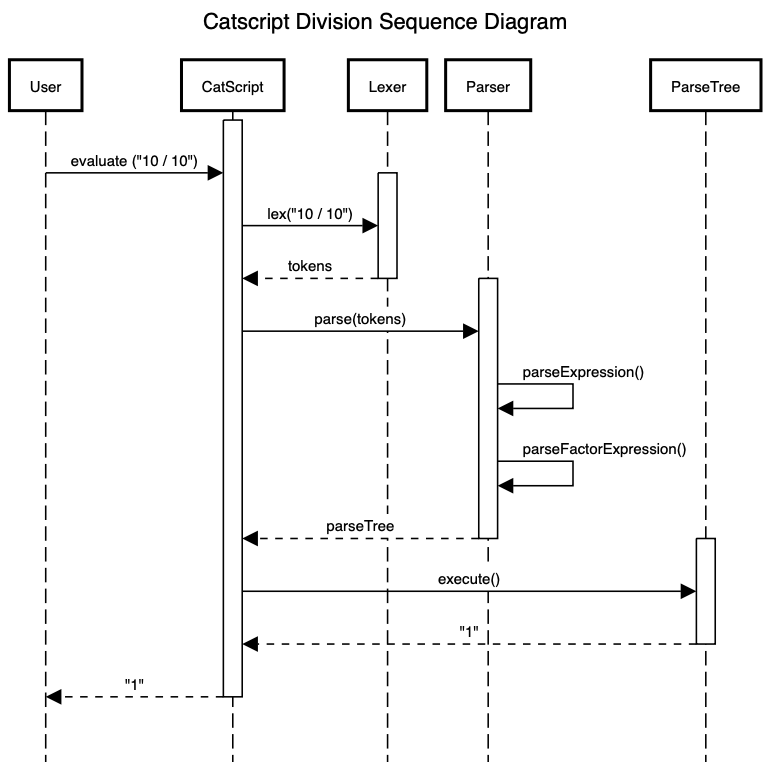 Catscript Division Sequence Diagram
User
CatScript
Lexer
Parser
ParseTree
evaluate ("10 / 10")
lex("10 / 10")
tokens
parse(tokens)
parseExpression()
parseFactorExpression()
parseTree
execute()
"1"
"1"